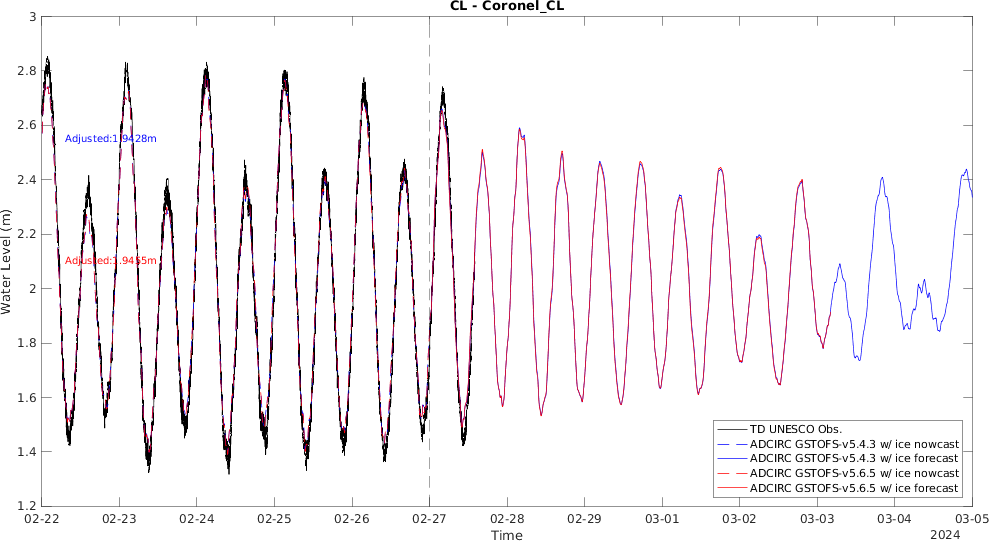 CL - Coronel_CL
3
2.8
2.6
2.4
2.2
2
1.8
1.6
1.4
1.2
Water Level (m)
Adjusted:1.9428m
Adjusted:1.9455m
TD UNESCO Obs.
ADCIRC GSTOFS-v5.4.3 w/ ice nowcast
ADCIRC GSTOFS-v5.4.3 w/ ice forecast
ADCIRC GSTOFS-v5.6.5 w/ ice nowcast
ADCIRC GSTOFS-v5.6.5 w/ ice forecast
02-22 02-23 02-24 02-25 02-26 02-27 02-28 02-29 03-01 03-02 03-03 03-04 03-05
Time
2024